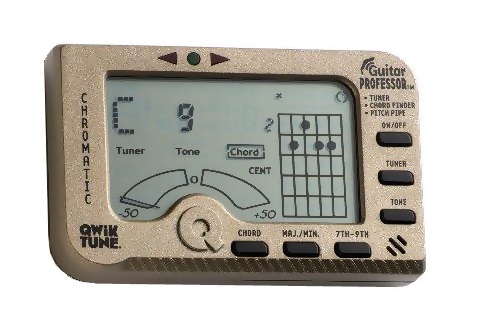 Guitar
PROFESSOR™
• TUNER
• CHORD FINDER
• PITCH PIPE
ON/OFF
CHROMATIC
C 9 2
Tuner Tone Chord
CENT
-50 +50
TUNER
TONE
QWIK
TUNE.
CHORD MAJ./MIN. 7TH-9TH